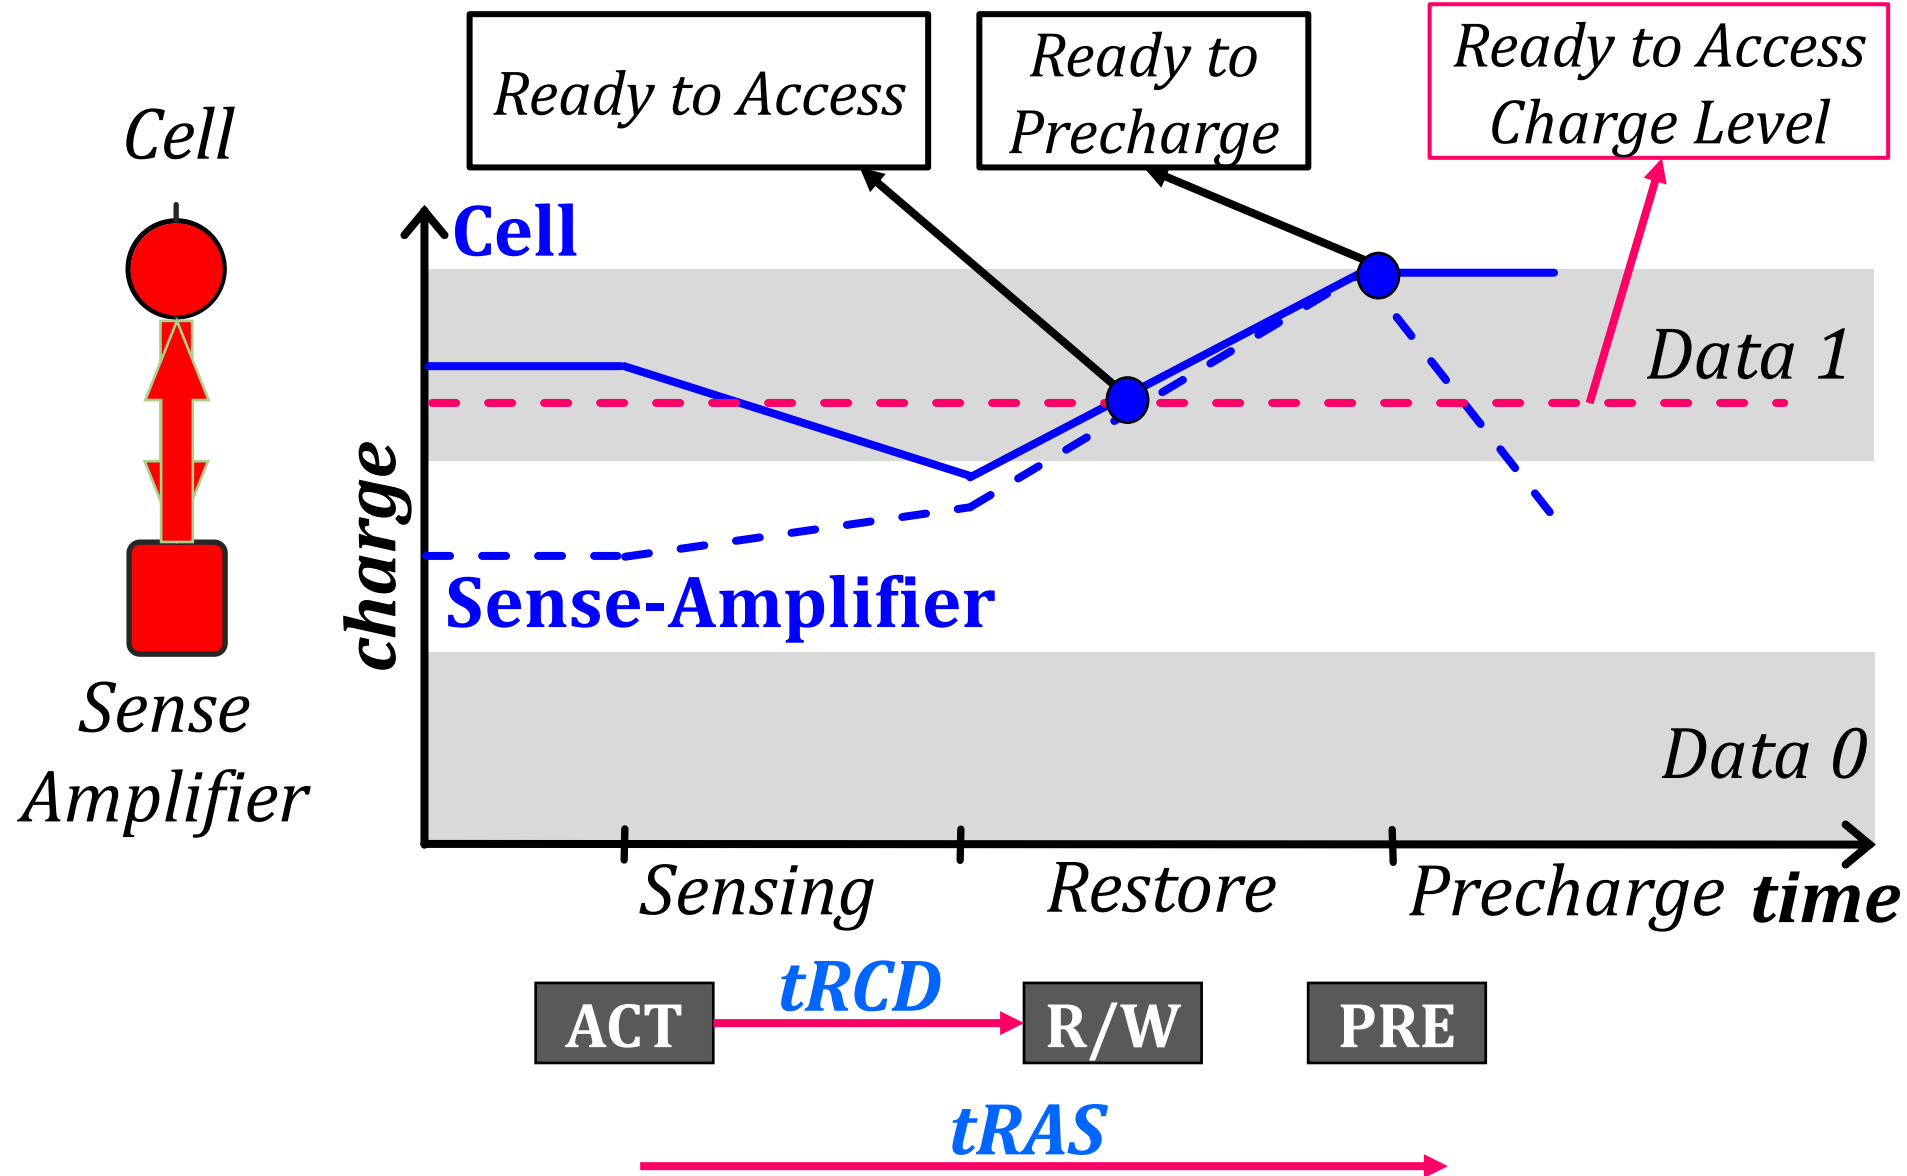 Ready to Access
Ready to
Precharge
Ready to Access
Charge Level
Cell
Cell
Data 1
charge
Sense-Amplifier
Sense
Amplifier
Data 0
Sensing
Restore
Precharge
time
tRCD
ACT
R/W
PRE
tRAS